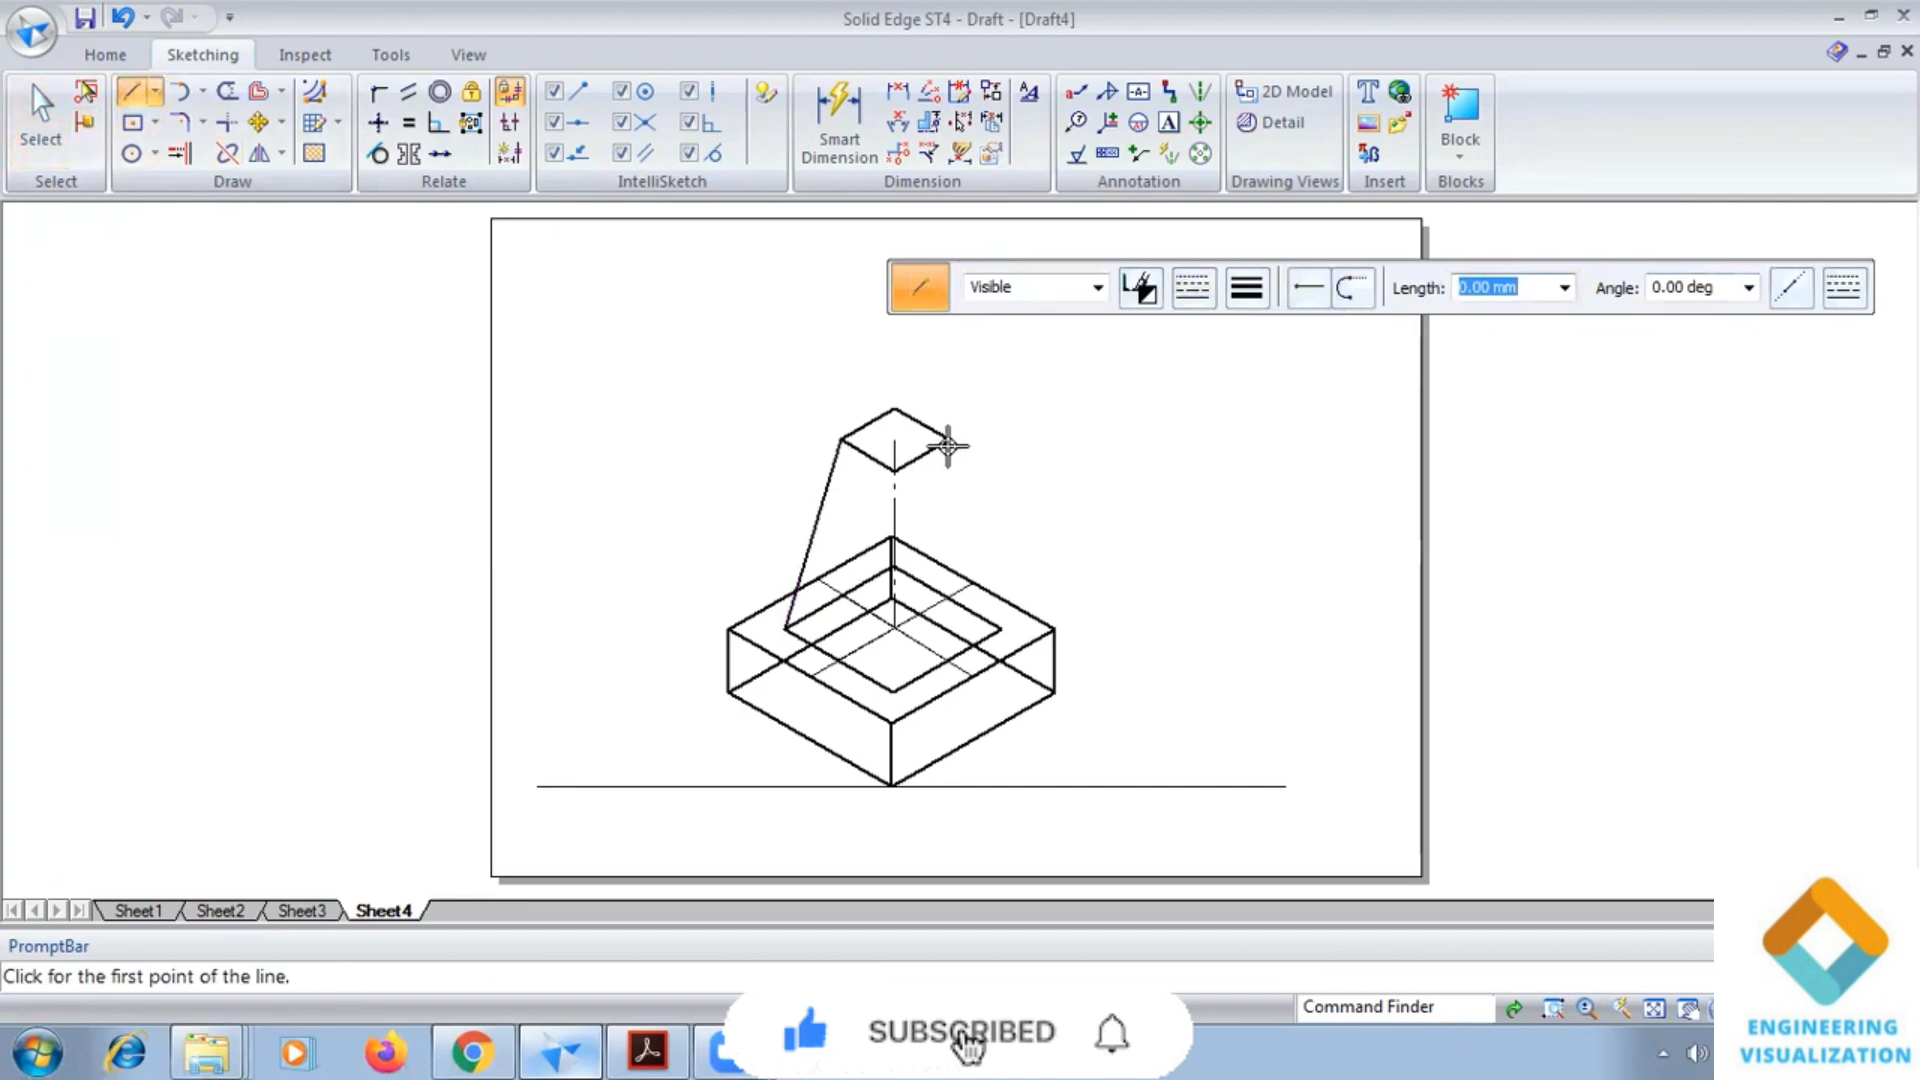 Solid Edge ST4 - Draft - [Draft4]
Home
Sketching
Inspect
Tools
View
Select
Smart
Dimension
2D Model
Detail
Block
Select
Draw
Relate
IntelliSketch
Dimension
Annotation
Drawing Views
Insert
Blocks
Visible
Length:
0.00 mm
Angle:
0.00 deg
Sheet1
Sheet2
Sheet3
Sheet4
PromptBar
Click for the first point of the line.
Command Finder
SUBSCRIBED
ENGINEERING
VISUALIZATION